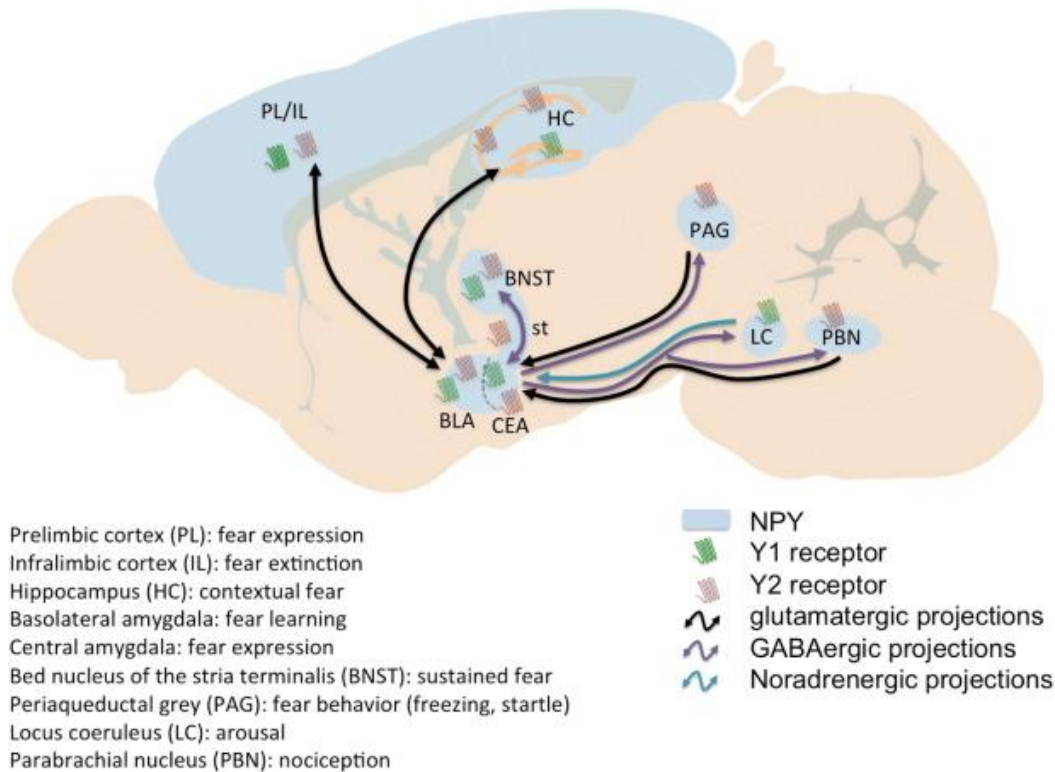 PL/IL
HC
PAG
BNST
st
LC
PBN
BLA
CEA
Prelimbic cortex (PL): fear expression
Infralimbic cortex (IL): fear extinction
Hippocampus (HC): contextual fear
Basolateral amygdala: fear learning
Central amygdala: fear expression
Bed nucleus of the stria terminalis (BNST): sustained fear
Periaqueductal grey (PAG): fear behavior (freezing, startle)
Locus coeruleus (LC): arousal
Parabrachial nucleus (PBN): nociception
NPY
Y1 receptor
Y2 receptor
glutamatergic projections
GABAergic projections
Noradrenergic projections